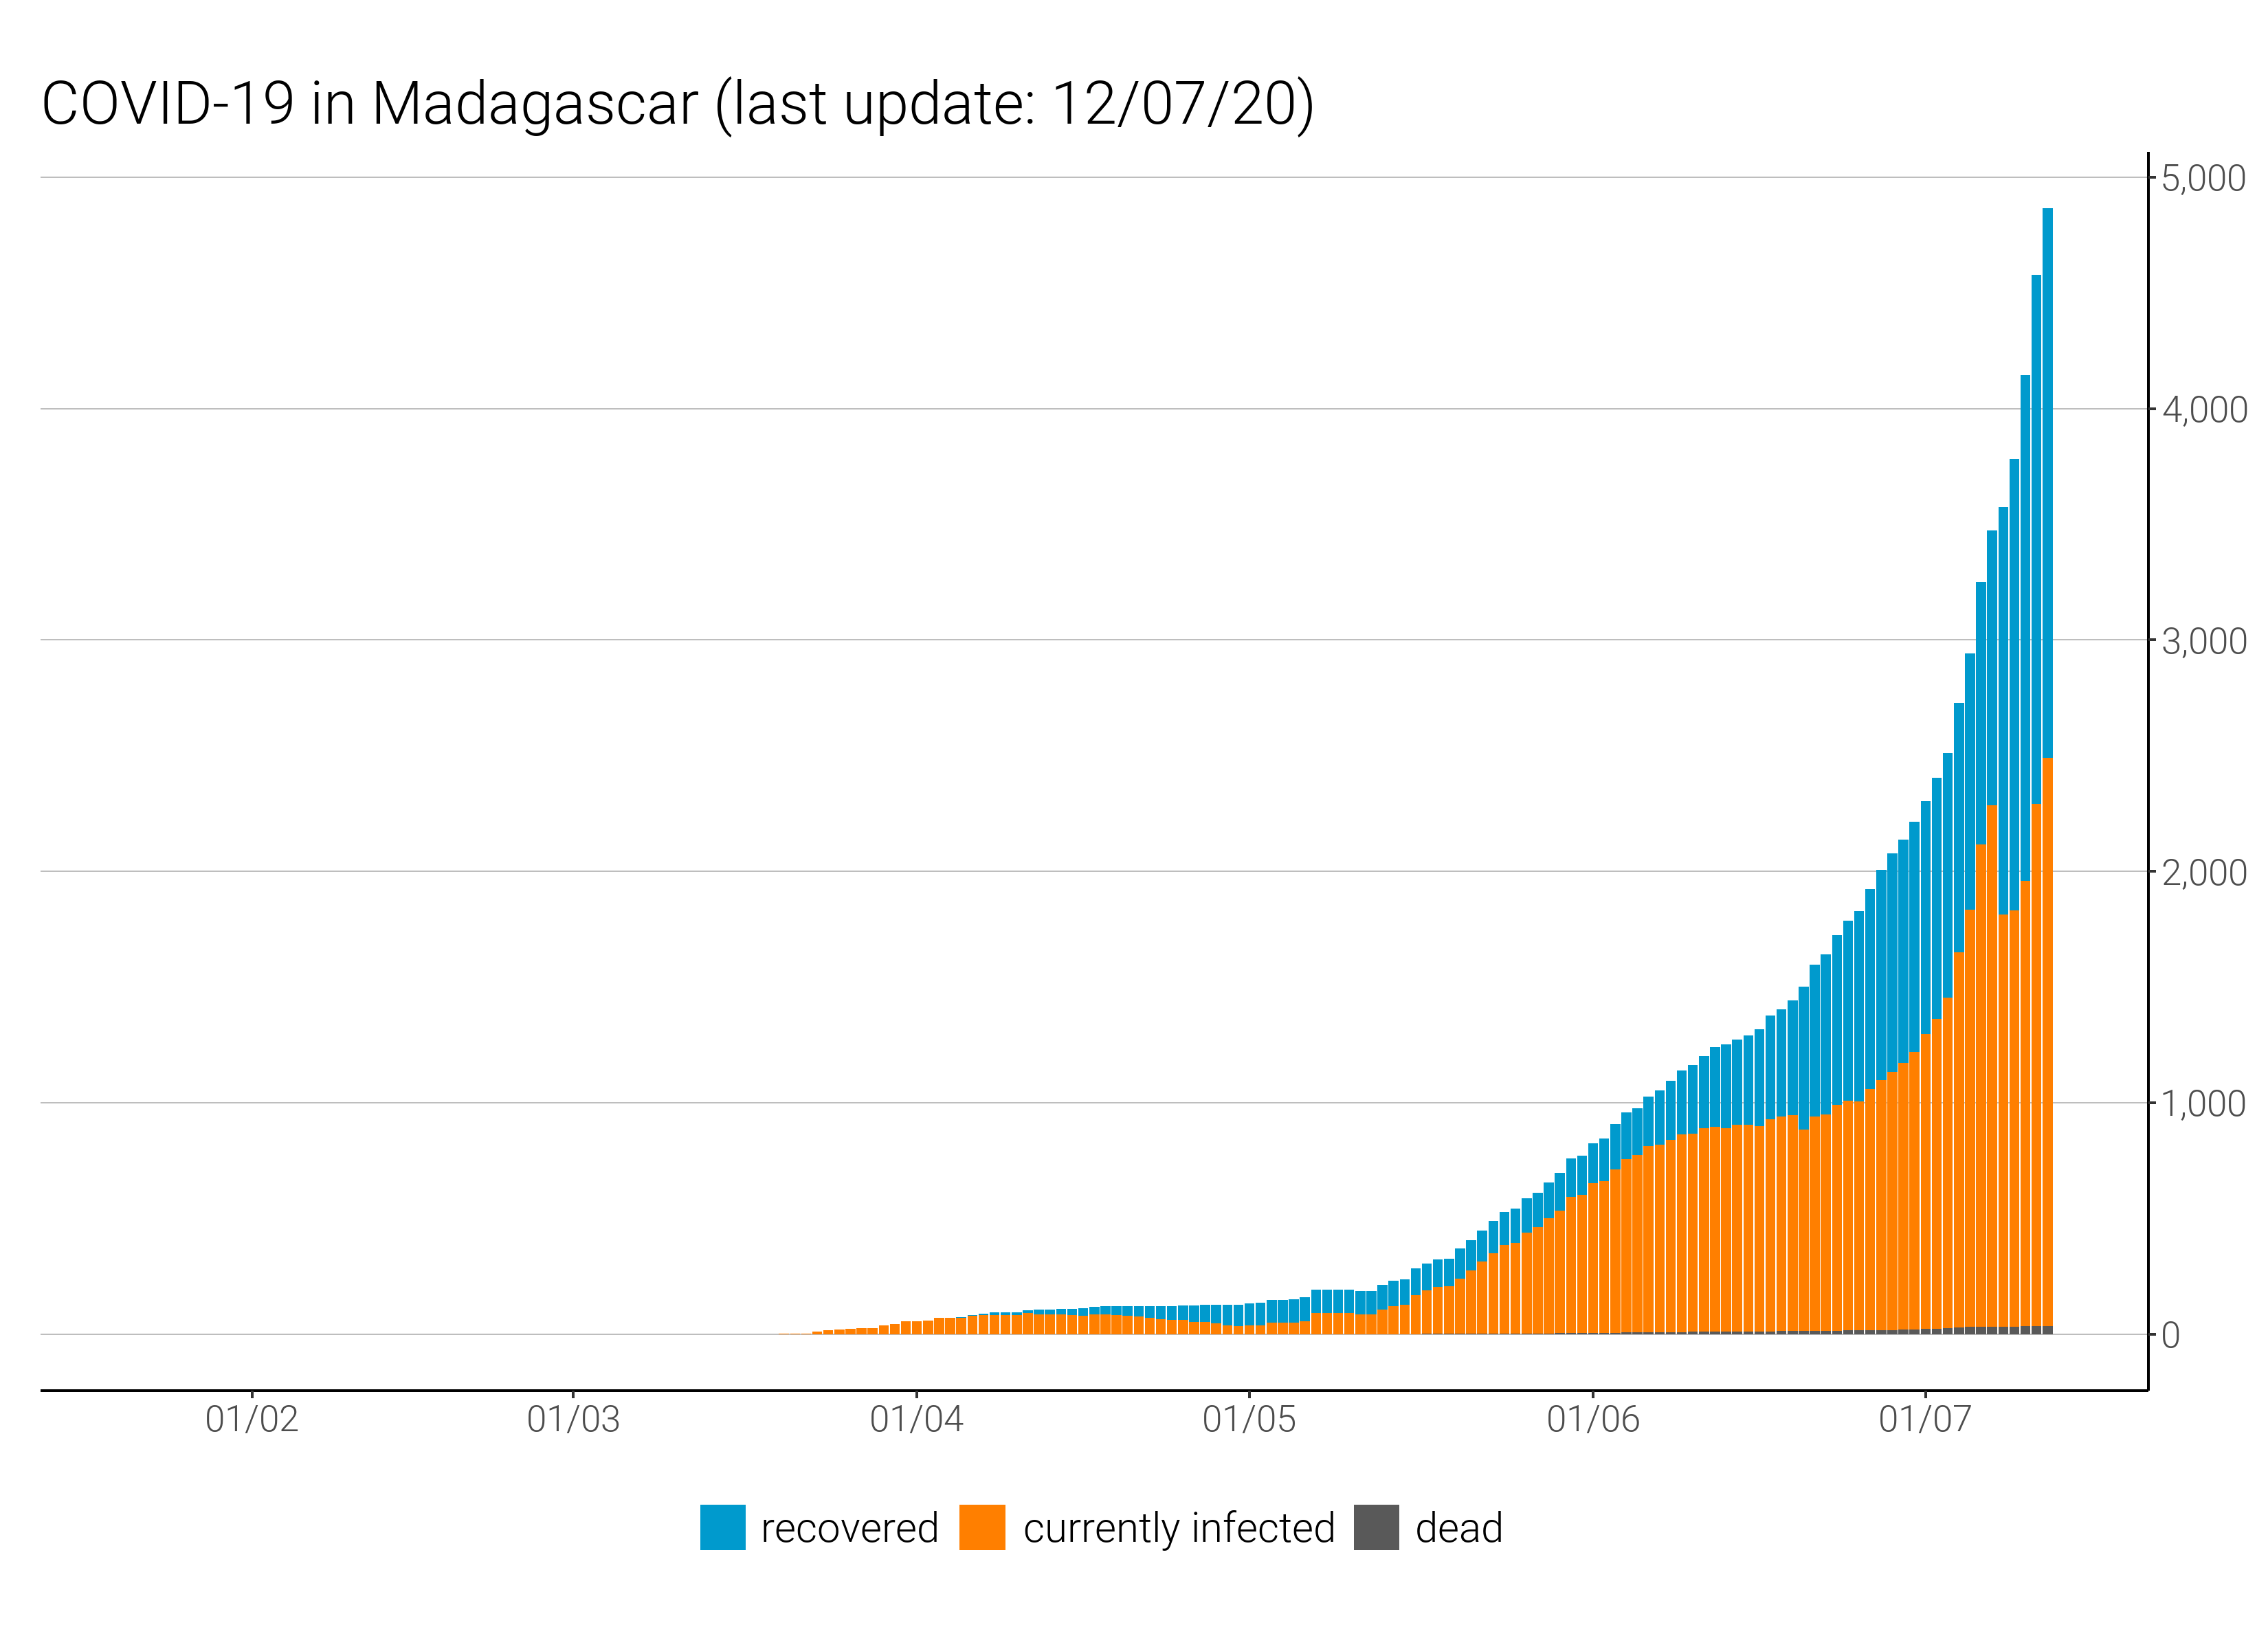 COVID-19 in Madagascar (last update: 12/07/20)
5,000
4,000
3,000
2,000
1,000
0
01/02 01/03 01/04 01/05 01/06 01/07
recovered currently infected dead